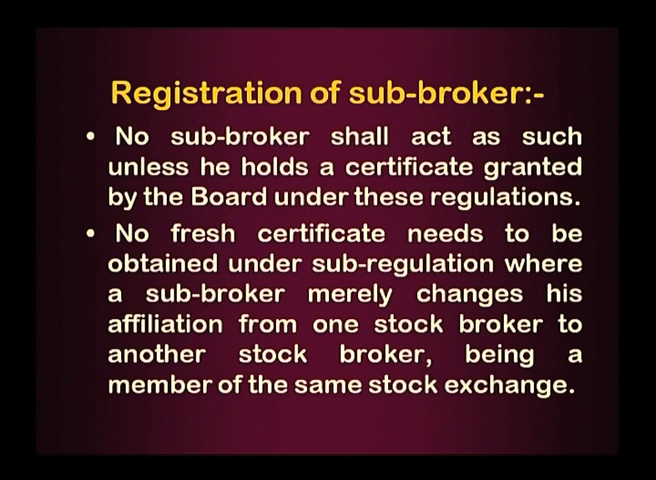 Registration of sub-broker:-
• No sub-broker shall act as such
unless he holds a certificate granted
by the Board under these regulations.
• No fresh certificate needs to be
obtained under sub-regulation where
a sub-broker merely changes his
affiliation from one stock broker to
another stock broker, being a
member of the same stock exchange.